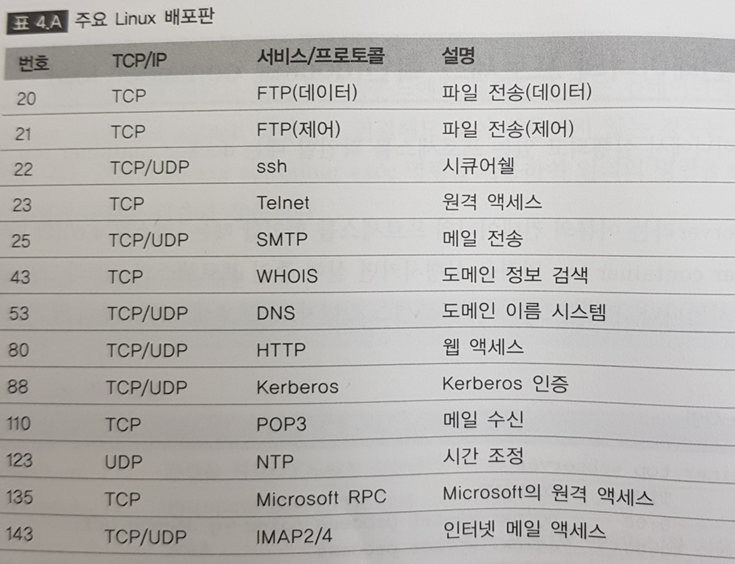 표 4.A 주요 Linux 배포판
번호 TCP/IP 서비스/프로토콜 설명
20 TCP FTP(데이터) 파일 전송(데이터)
21 TCP FTP(제어) 파일 전송(제어)
22 TCP/UDP ssh 시큐어쉘
23 TCP Telnet 원격 액세스
25 TCP/UDP SMTP 메일 전송
43 TCP WHOIS 도메인 정보 검색
53 TCP/UDP DNS 도메인 이름 시스템
80 TCP/UDP HTTP 웹 액세스
88 TCP/UDP Kerberos Kerberos 인증
110 TCP POP3 메일 수신
123 UDP NTP 시간 조정
135 TCP Microsoft RPC Microsoft의 원격 액세스
143 TCP/UDP IMAP2/4 인터넷 메일 액세스